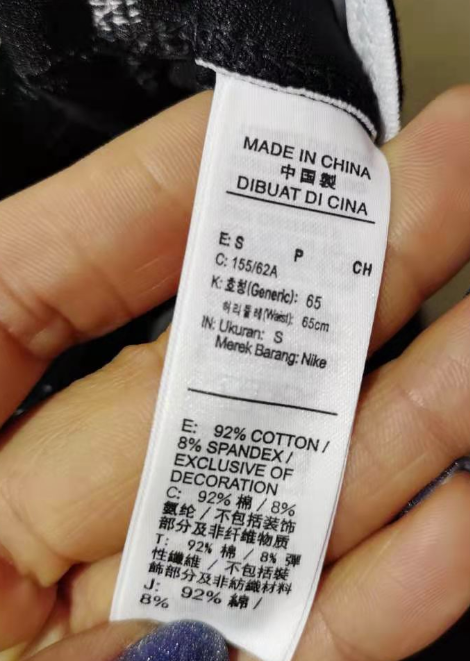 MADE IN CHINA
中国製
DIBUAT DI CINA
E: S P CH
C: 155/62A
K: 호칭(Generic): 65
허리둘레(Waist): 65cm
IN: Ukuran: S
Merek Barang: Nike
E: 92% COTTON /
8% SPANDEX /
EXCLUSIVE OF
DECORATION
C: 92% 棉 / 8%
氨纶 / 不包括装饰
部分及非纤维物质
T: 92% 棉 / 8% 彈
性纖維 / 不包括裝
飾部分及非紡織材料
J: 92% 綿 /
8%